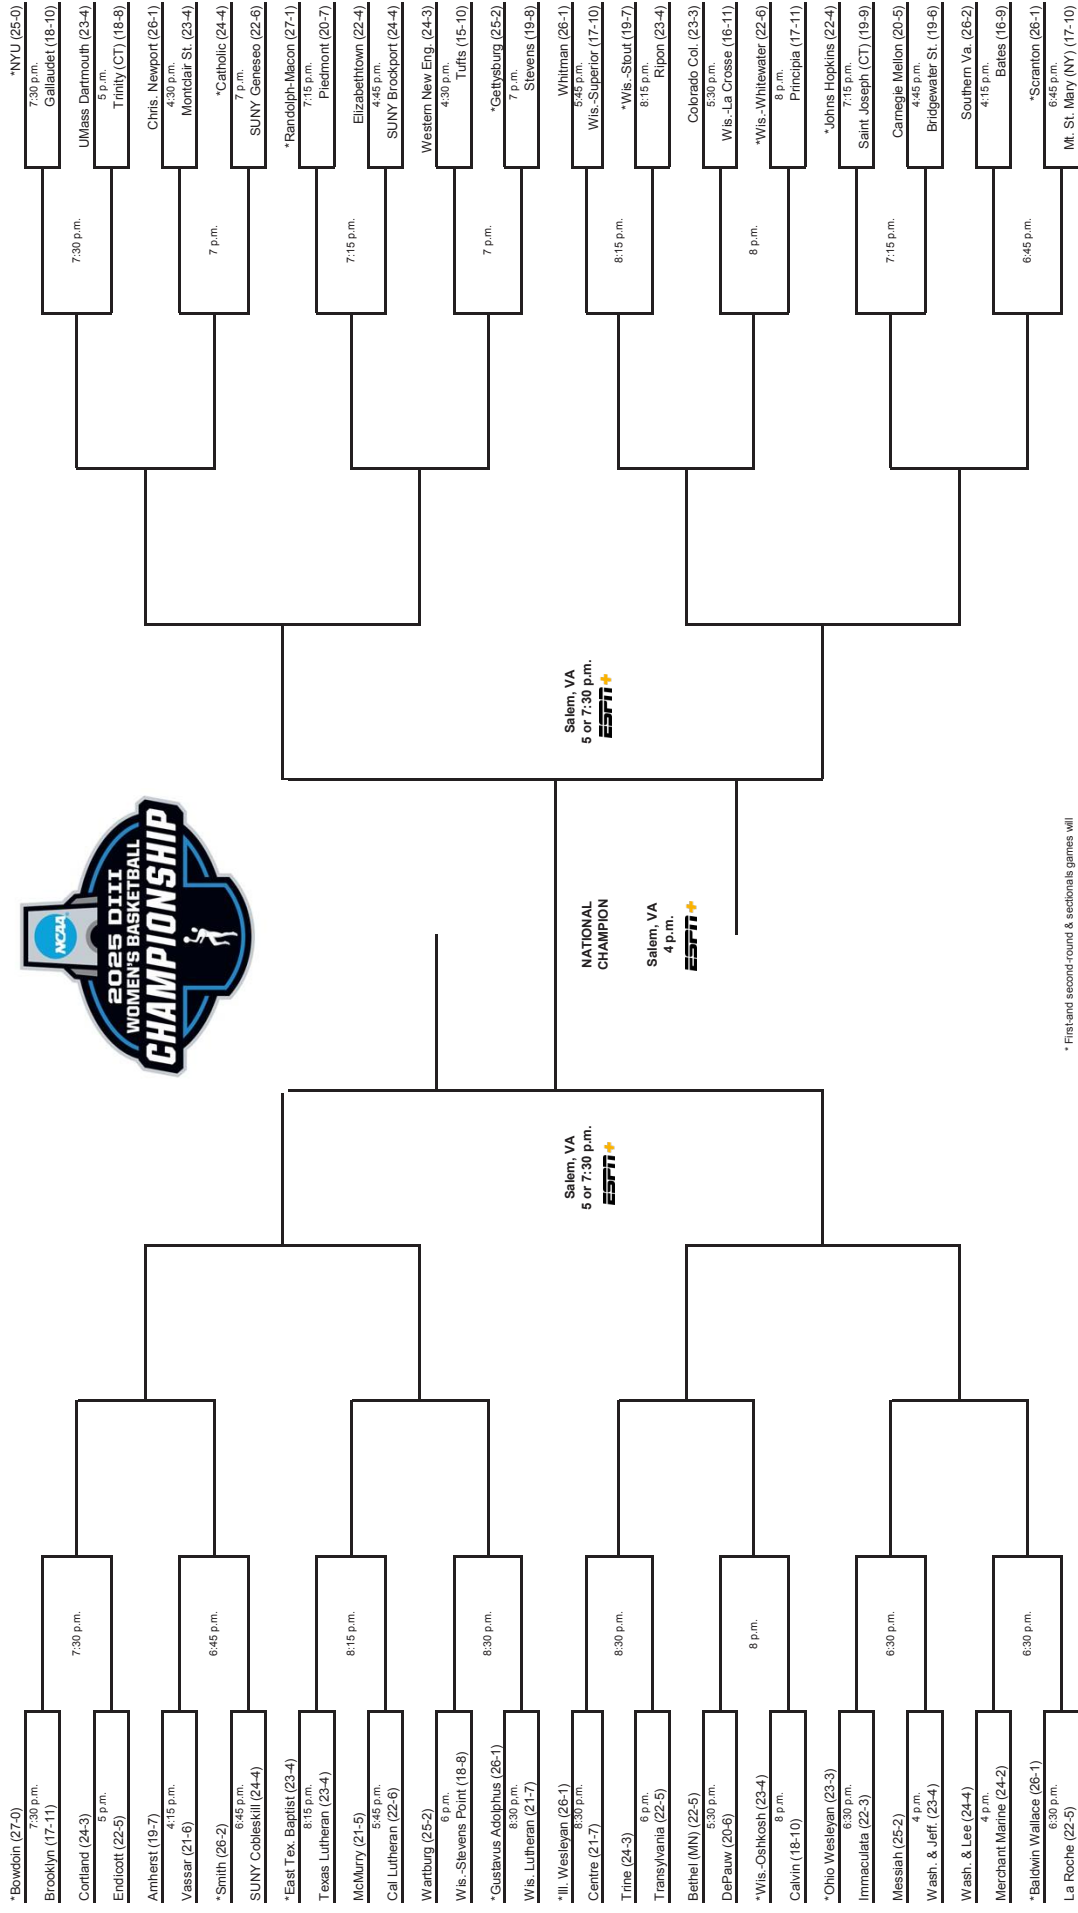 *Bowdoin (27-0)
7:30 p.m.
Brooklyn (17-11)
7:30 p.m.
Cortland (24-3)
5 p.m.
Endicott (22-5)
Amherst (19-7)
4:15 p.m.
Vassar (21-6)
6:45 p.m.
*Smith (26-2)
6:45 p.m.
SUNY Cobleskill (24-4)
*East Tex. Baptist (23-4)
8:15 p.m.
Texas Lutheran (23-4)
8:15 p.m.
McMurry (21-5)
5:45 p.m.
Cal Lutheran (22-6)
Wartburg (25-2)
6 p.m.
Wis.-Stevens Point (18-8)
8:30 p.m.
*Gustavus Adolphus (26-1)
8:30 p.m.
Wis. Lutheran (21-7)
*Ill. Wesleyan (26-1)
8:30 p.m.
Centre (21-7)
8:30 p.m.
Trine (24-3)
6 p.m.
Transylvania (22-5)
Bethel (MN) (22-5)
5:30 p.m.
DePauw (20-6)
8 p.m.
*Wis.-Oshkosh (23-4)
8 p.m.
Calvin (18-10)
*Ohio Wesleyan (23-3)
6:30 p.m.
Immaculata (22-3)
6:30 p.m.
Messiah (25-2)
4 p.m.
Wash. & Jeff. (23-4)
Wash. & Lee (24-4)
4 p.m.
Merchant Marine (24-2)
6:30 p.m.
*Baldwin Wallace (26-1)
6:30 p.m.
La Roche (22-5)
Salem, VA
5 or 7:30 p.m.
ESPN+
NCAA
2025 DIII
WOMEN'S BASKETBALL
CHAMPIONSHIP
NATIONAL
CHAMPION
Salem, VA
4 p.m.
ESPN+
* First-and second-round & sectionals games will
Salem, VA
5 or 7:30 p.m.
ESPN+
*NYU (25-0)
7:30 p.m.
Gallaudet (18-10)
7:30 p.m.
UMass Dartmouth (23-4)
5 p.m.
Trinity (CT) (18-8)
Chris. Newport (26-1)
4:30 p.m.
Montclair St. (23-4)
7 p.m.
*Catholic (24-4)
7 p.m.
SUNY Geneseo (22-6)
*Randolph-Macon (27-1)
7:15 p.m.
Piedmont (20-7)
7:15 p.m.
Elizabethtown (22-4)
4:45 p.m.
SUNY Brockport (24-4)
Western New Eng. (24-3)
4:30 p.m.
Tufts (15-10)
7 p.m.
*Gettysburg (25-2)
7 p.m.
Stevens (19-8)
Whitman (26-1)
5:45 p.m.
Wis.-Superior (17-10)
8:15 p.m.
*Wis.-Stout (19-7)
8:15 p.m.
Ripon (23-4)
Colorado Col. (23-3)
5:30 p.m.
Wis.-La Crosse (16-11)
8 p.m.
*Wis.-Whitewater (22-6)
8 p.m.
Principia (17-11)
*Johns Hopkins (22-4)
7:15 p.m.
Saint Joseph (CT) (19-9)
7:15 p.m.
Carnegie Mellon (20-5)
4:45 p.m.
Bridgewater St. (19-6)
Southern Va. (26-2)
4:15 p.m.
Bates (16-9)
6:45 p.m.
*Scranton (26-1)
6:45 p.m.
Mt. St. Mary (NY) (17-10)